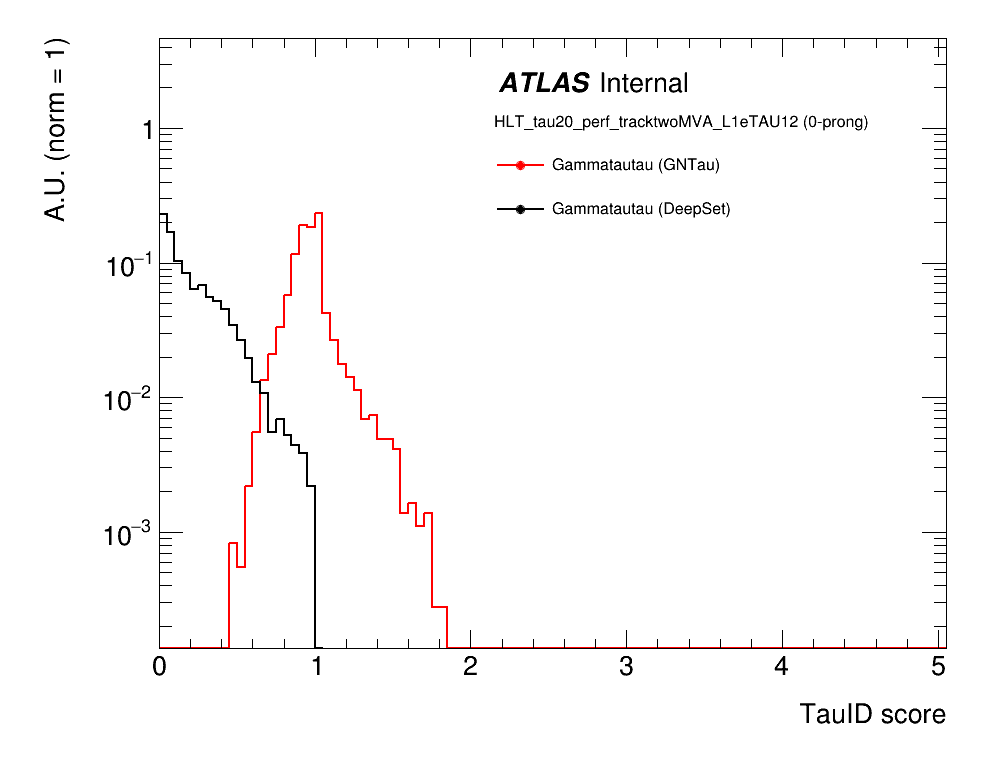 A.U. (norm = 1)
ATLAS Internal
HLT_tau20_perf_tracktwoMVA_L1eTAU12 (0-prong)
Gammatautau (GNTau)
Gammatautau (DeepSet)
1
10⁻¹
10⁻²
10⁻³
0 1 2 3 4 5
TauID score